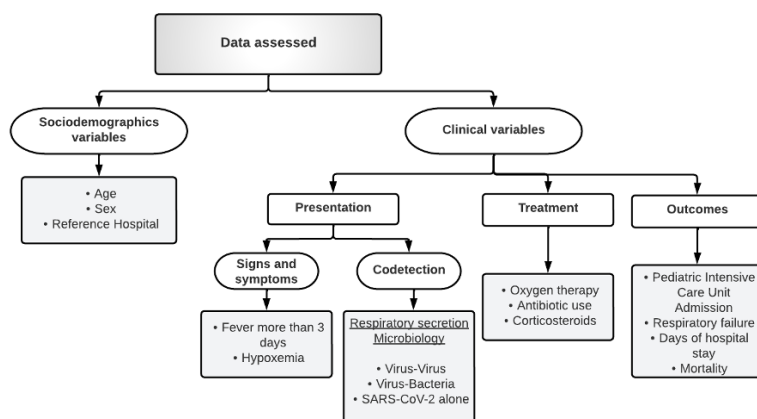 Data assessed
Sociodemographics
variables
Clinical variables
• Age
• Sex
• Reference Hospital
Presentation
Treatment
Outcomes
Signs and
symptoms
Codetection
• Fever more than 3
days
• Hypoxemia
Respiratory secretion
Microbiology
• Virus-Virus
• Virus-Bacteria
• SARS-CoV-2 alone
• Oxygen therapy
• Antibiotic use
• Corticosteroids
• Pediatric Intensive
Care Unit
Admission
• Respiratory failure
• Days of hospital
stay
• Mortality